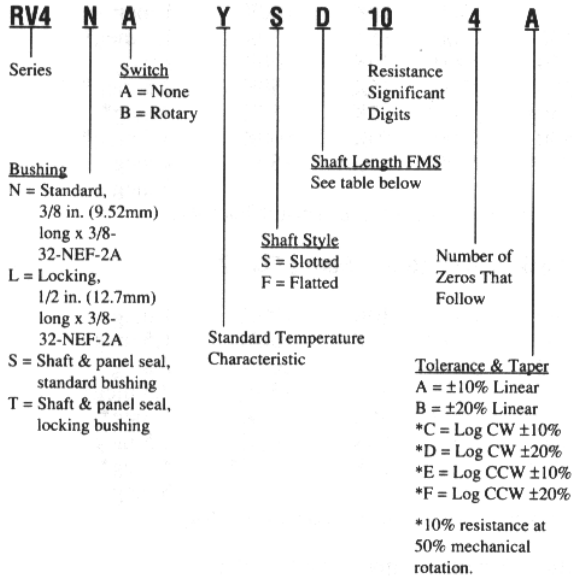 RV4 N A Y S D 10 4 A
Series
Switch
A = None
B = Rotary
Resistance
Significant
Digits
Bushing
N = Standard,
3/8 in. (9.52mm)
long x 3/8-
32-NEF-2A
L = Locking,
1/2 in. (12.7mm)
long x 3/8-
32-NEF-2A
S = Shaft & panel seal,
standard bushing
T = Shaft & panel seal,
locking bushing
Shaft Length FMS
See table below
Shaft Style
S = Slotted
F = Flatted
Number of
Zeros That
Follow
Standard Temperature
Characteristic
Tolerance & Taper
A = ±10% Linear
B = ±20% Linear
*C = Log CW ±10%
*D = Log CW ±20%
*E = Log CCW ±10%
*F = Log CCW ±20%
*10% resistance at
50% mechanical
rotation.